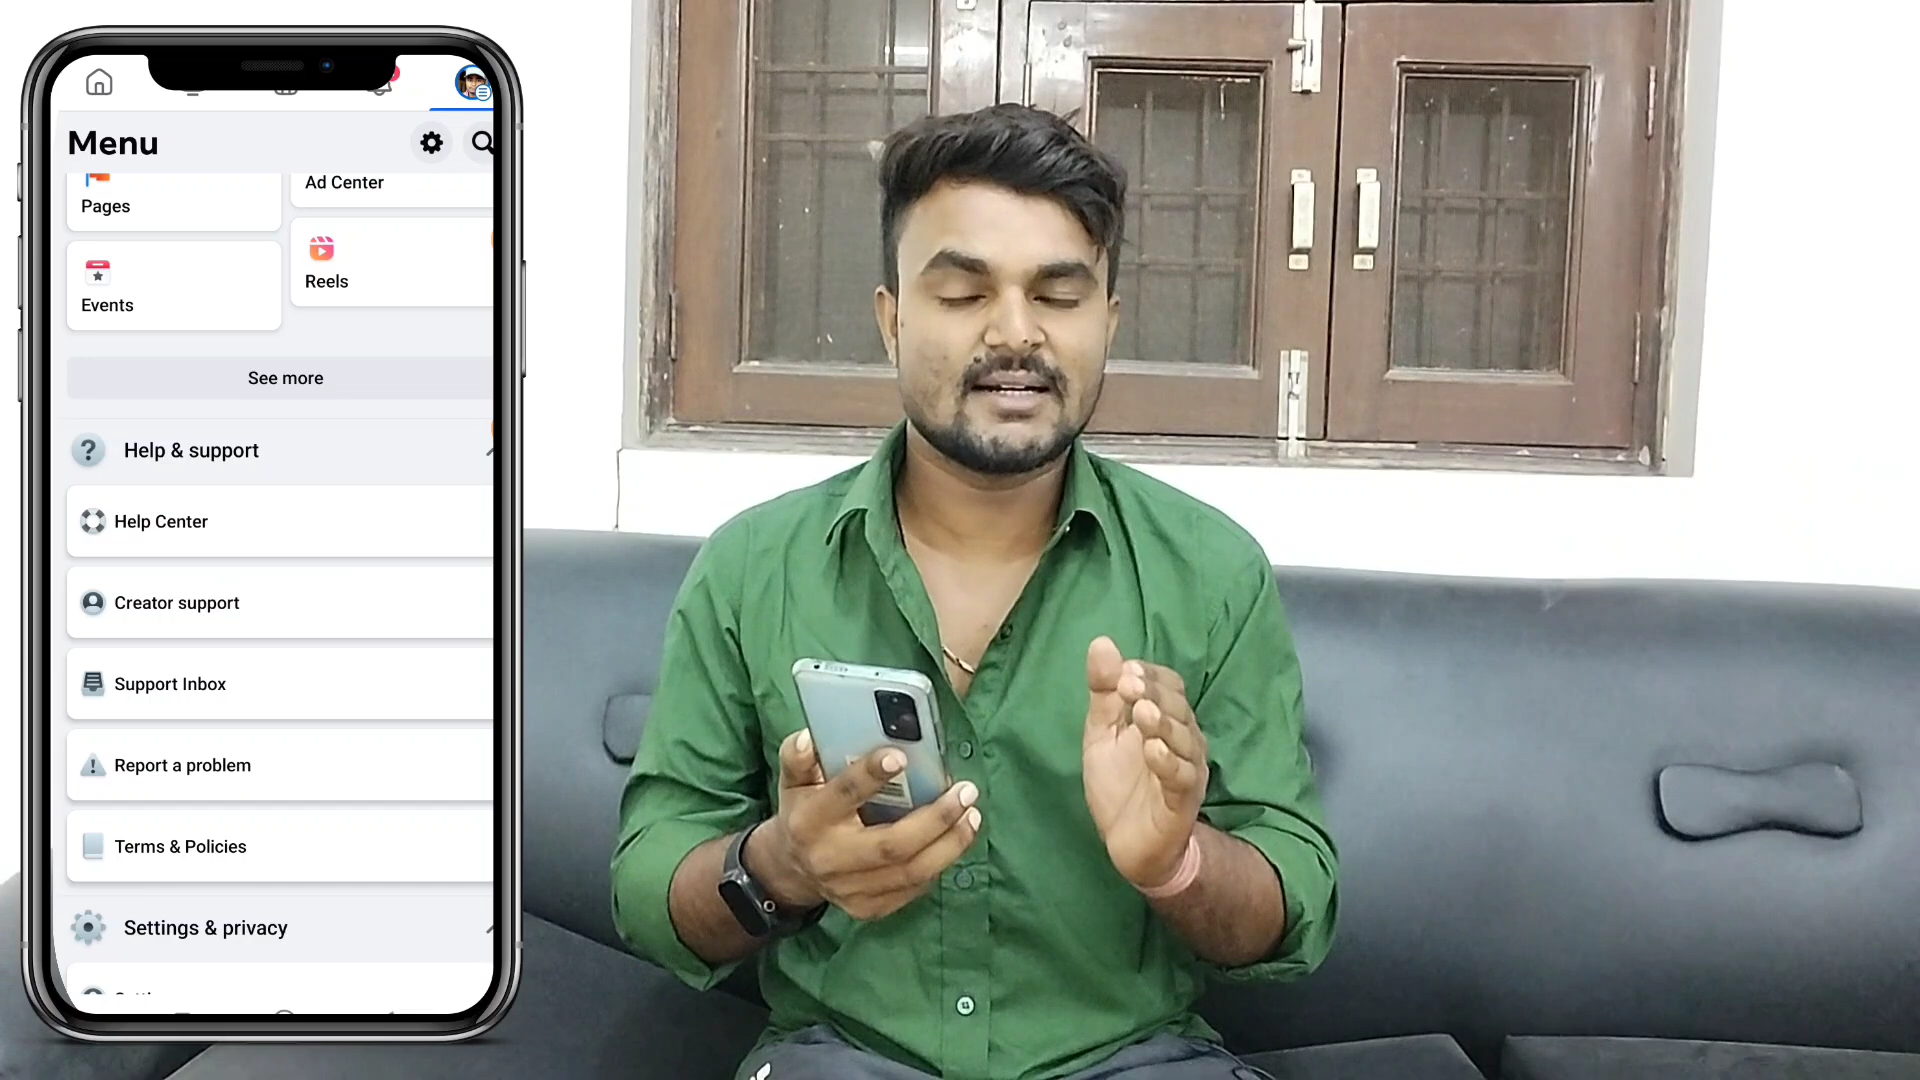 Menu
Pages
Ad Center
Events
Reels
See more
Help & support
Help Center
Creator support
Support Inbox
Report a problem
Terms & Policies
Settings & privacy